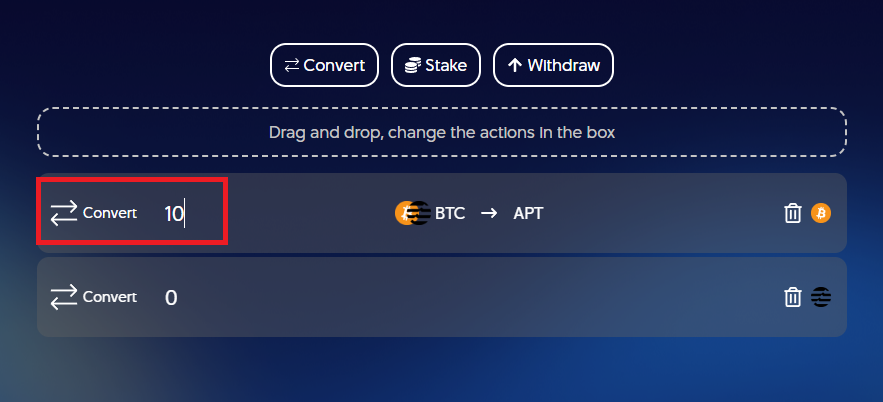 Convert Stake Withdraw
Drag and drop, change the actions in the box
Convert 10 BTC → APT
Convert 0